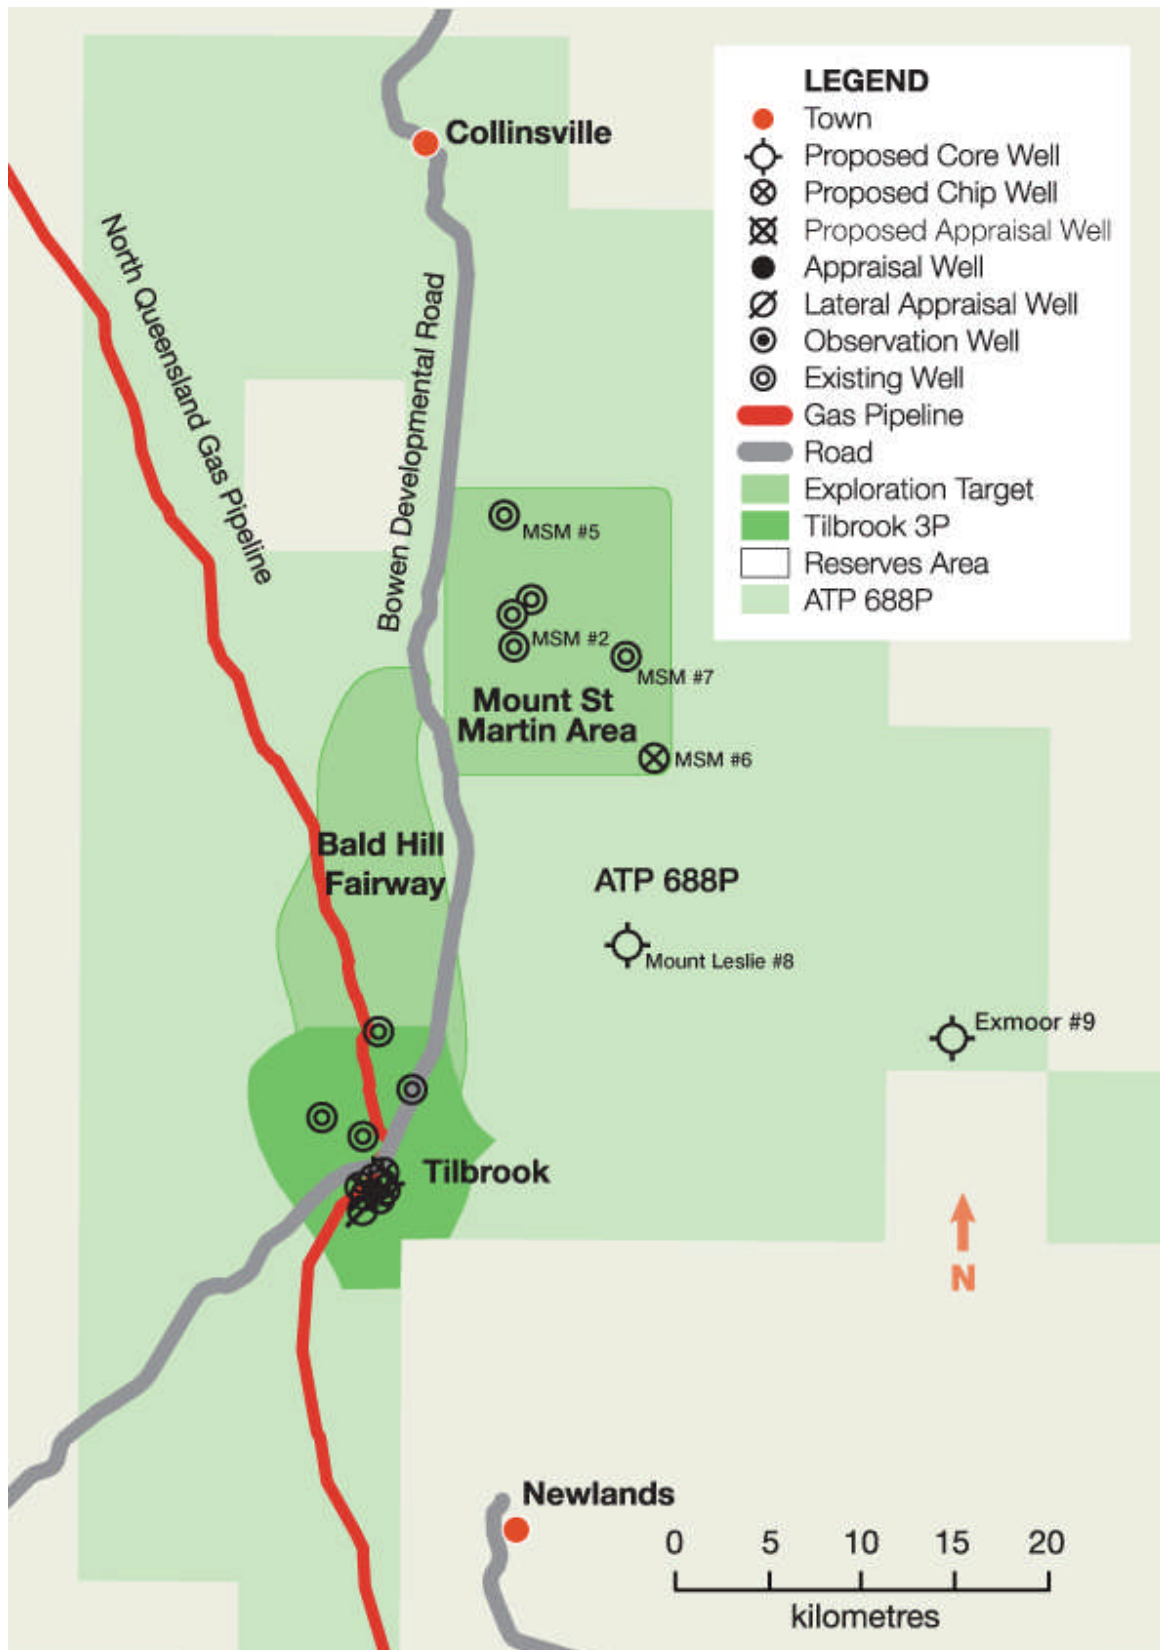 Collinsville
North Queensland Gas Pipeline
Bowen Developmental Road
LEGEND
Town
Proposed Core Well
Proposed Chip Well
Proposed Appraisal Well
Appraisal Well
Lateral Appraisal Well
Observation Well
Existing Well
Gas Pipeline
Road
Exploration Target
Tilbrook 3P
Reserves Area
ATP 688P
MSM #5
MSM #2
MSM #7
Mount St
Martin Area
MSM #6
Bald Hill
Fairway
ATP 688P
Mount Leslie #8
Exmoor #9
Tilbrook
N
Newlands
0 5 10 15 20
kilometres